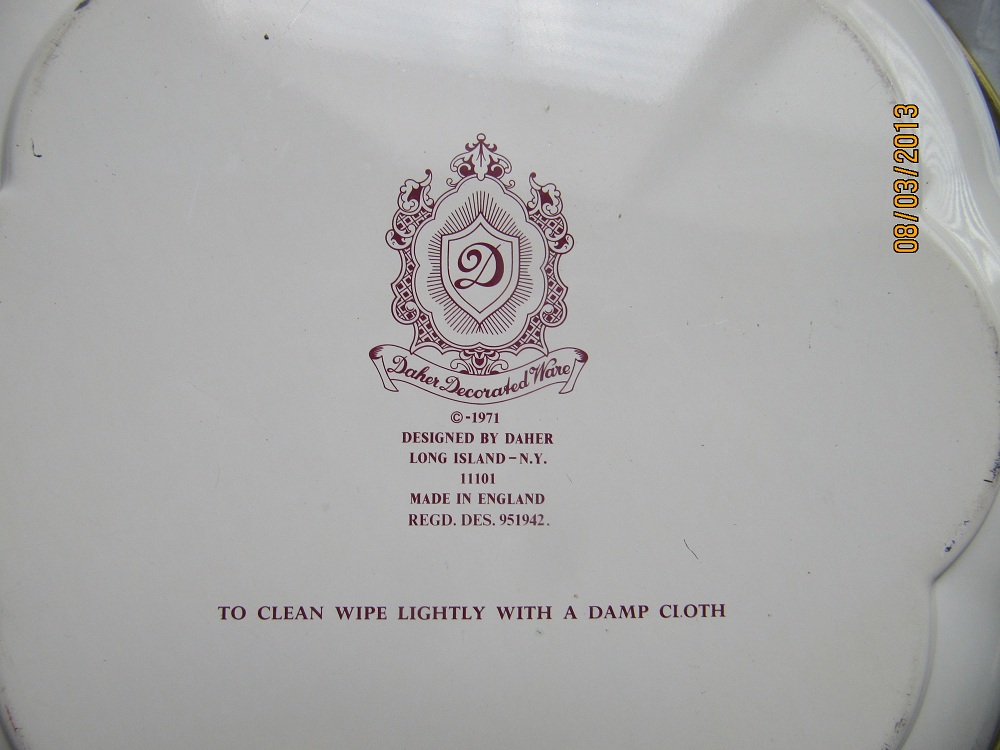 D
Daher Decorated Ware
©-1971
DESIGNED BY DAHER
LONG ISLAND-N.Y.
11101
MADE IN ENGLAND
REGD. DES. 951942.
TO CLEAN WIPE LIGHTLY WITH A DAMP CLOTH
08/03/2013